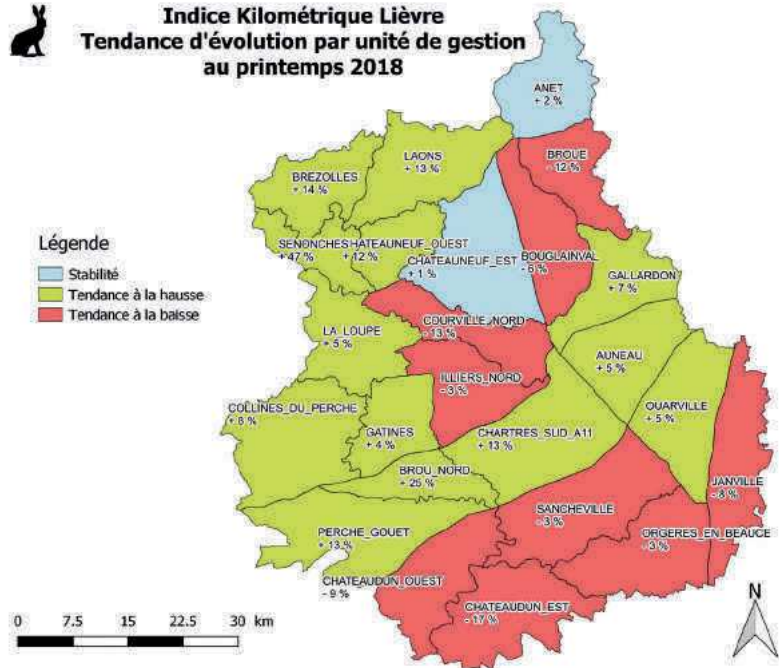 Indice Kilométrique Lièvre
Tendance d'évolution par unité de gestion
au printemps 2018
ANET
+ 2 %
BROUE
- 12 %
LAONS
+ 13 %
BREZOLLES
+ 14 %
SENONCHES
+ 47 %
HATEAUNEUF_OUEST
+ 12 %
CHATEAUNEUF_EST
+ 1 %
BOUGLAINVAL
- 6 %
GALLARDON
+ 7 %
Légende
Stabilité
Tendance à la hausse
Tendance à la baisse
COURVILLE_NORD
- 13 %
LA_LOUPE
+ 5 %
AUNEAU
+ 5 %
ILLIERS_NORD
- 3 %
COLLINES_DU_PERCHE
+ 8 %
OUARVILLE
+ 5 %
GATINES
+ 4 %
CHARTRES_SUD_A11
+ 13 %
BROU_NORD
+ 25 %
JANVILLE
- 8 %
SANCHEVILLE
- 3 %
ORGERES_EN_BEAUCE
- 3 %
PERCHE_GOUET
+ 13 %
CHATEAUDUN_OUEST
- 9 %
CHATEAUDUN_EST
- 17 %
N
0 7.5 15 22.5 30 km